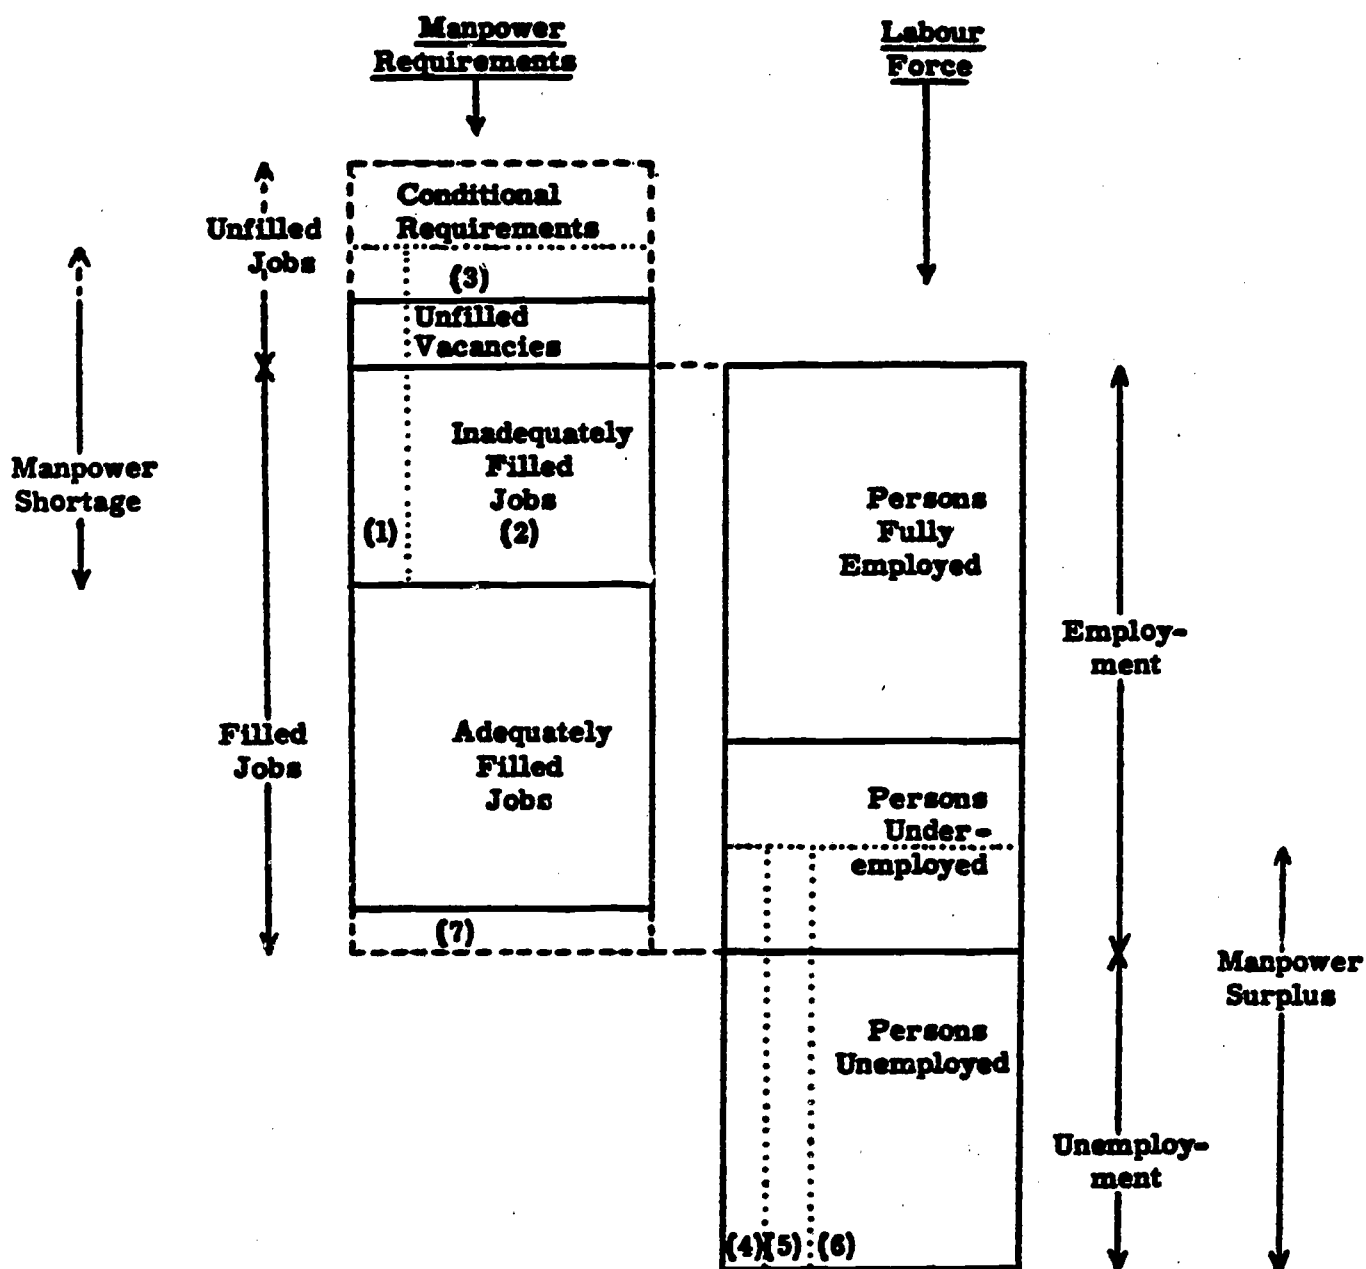 Manpower
Requirements
Labour
Force
Conditional
Requirements
Unfilled
Jobs
(3)
Unfilled
Vacancies
Manpower
Shortage
Inadequately
Filled
Jobs
(1)
(2)
Persons
Fully
Employed
Employ-
ment
Filled
Jobs
Adequately
Filled
Jobs
Persons
Under-
employed
(7)
Manpower
Surplus
Persons
Unemployed
Unemploy-
ment
(4)
(5)
(6)